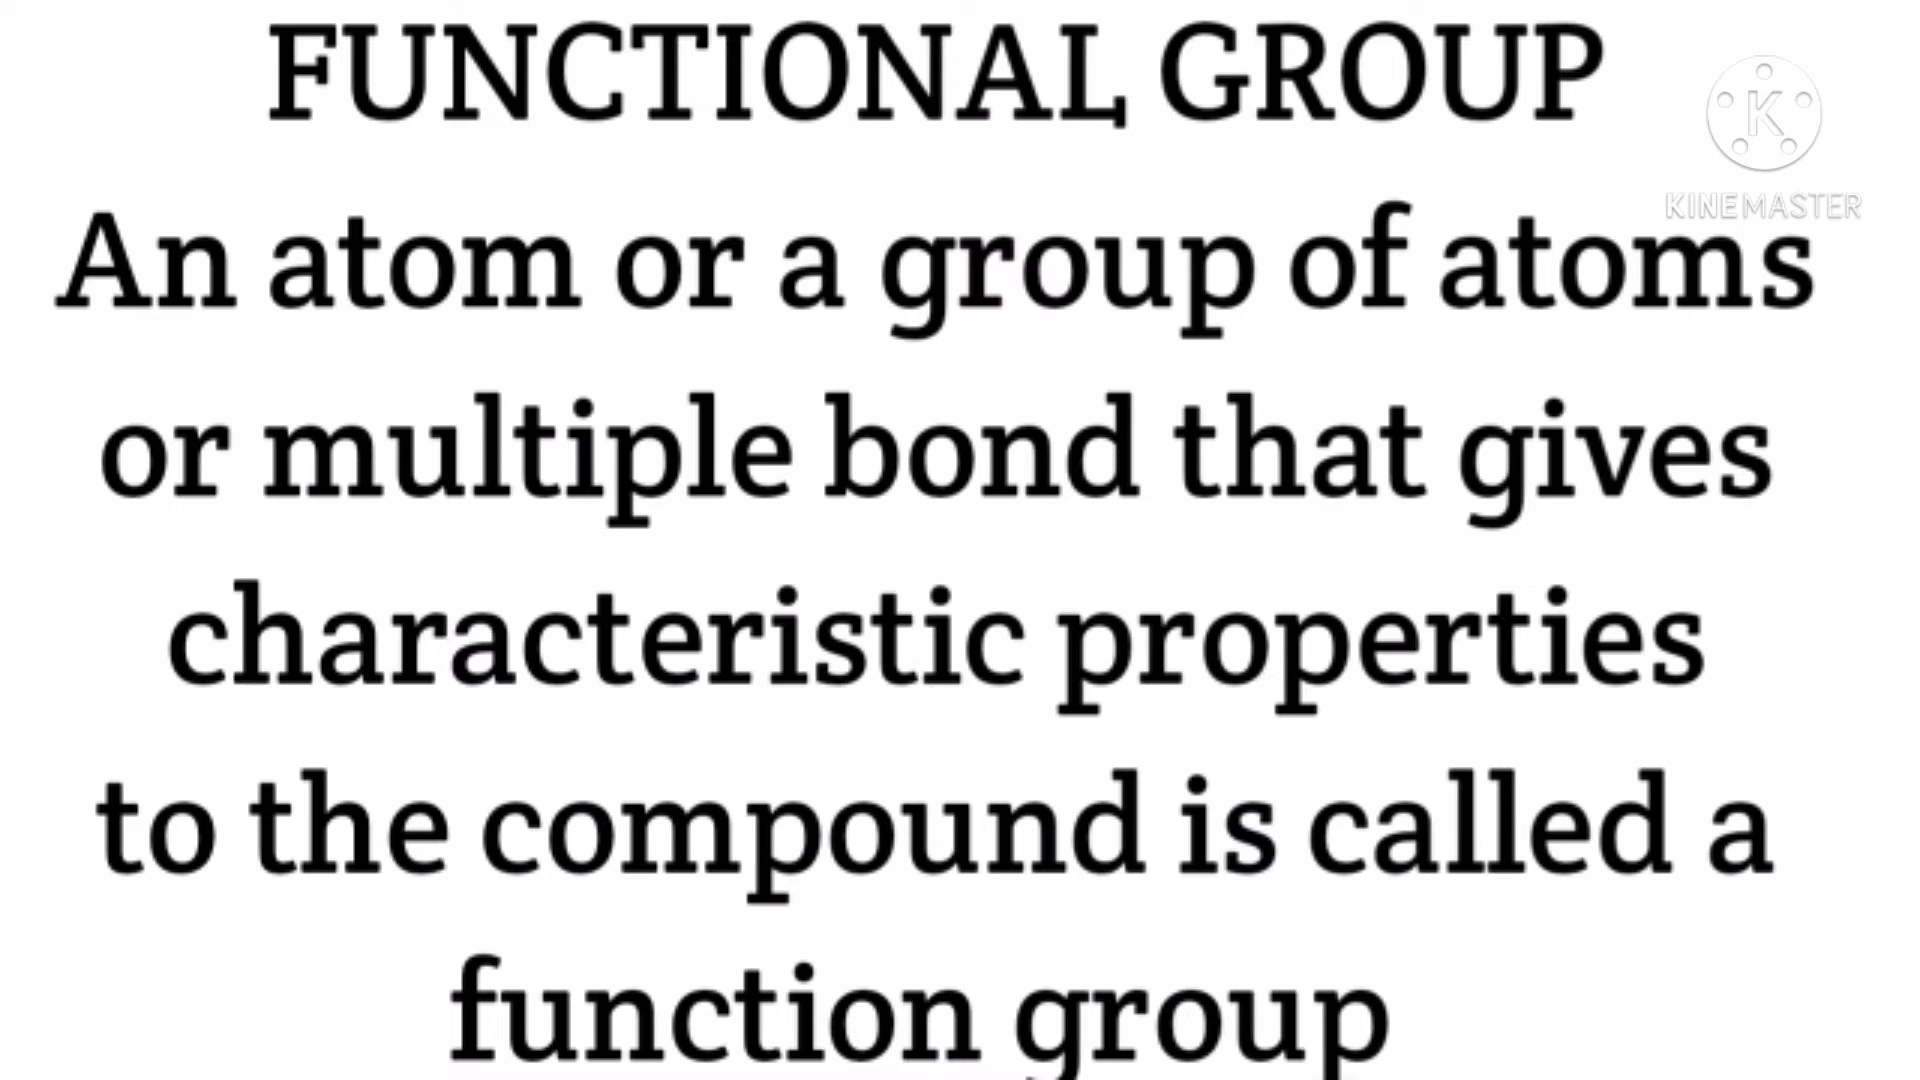 FUNCTIONAL GROUP
K
KINEMASTER
An atom or a group of atoms
or multiple bond that gives
characteristic properties
to the compound is called a
function group